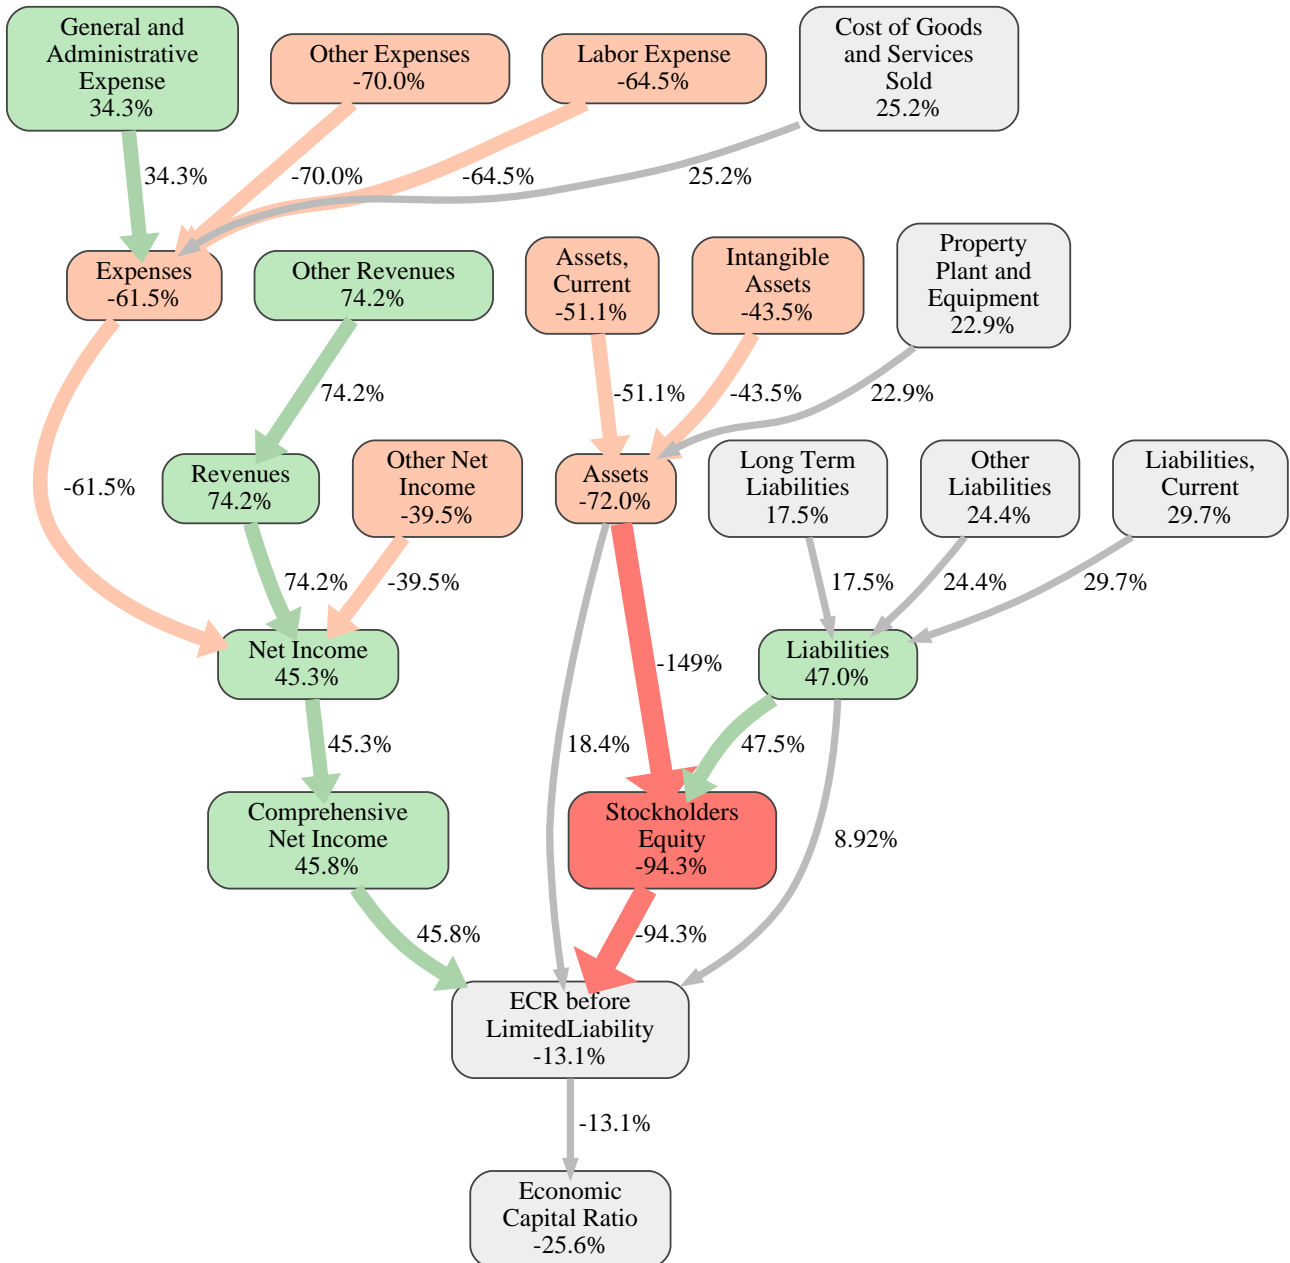 General and
Administrative
Expense
34.3%
Other Expenses
-70.0%
Labor Expense
-64.5%
Cost of Goods
and Services
Sold
25.2%
34.3%
-70.0%
-64.5%
25.2%
Expenses
-61.5%
Other Revenues
74.2%
Assets,
Current
-51.1%
Intangible
Assets
-43.5%
Property
Plant and
Equipment
22.9%
74.2%
-51.1%
-43.5%
22.9%
-61.5%
Revenues
74.2%
Other Net
Income
-39.5%
Assets
-72.0%
Long Term
Liabilities
17.5%
Other
Liabilities
24.4%
Liabilities,
Current
29.7%
74.2%
-39.5%
17.5%
24.4%
29.7%
Net Income
45.3%
-149%
Liabilities
47.0%
45.3%
18.4%
47.5%
Comprehensive
Net Income
45.8%
Stockholders
Equity
-94.3%
8.92%
45.8%
-94.3%
ECR before
LimitedLiability
-13.1%
-13.1%
Economic
Capital Ratio
-25.6%